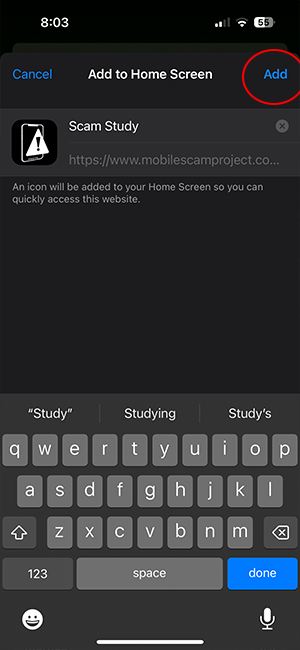 8:03
55
Cancel
Add to Home Screen
Add
Scam Study
https://www.mobilescamproject.co...
An icon will be added to your Home Screen so you can
quickly access this website.
“Study” Studying Study's
q w e r t y u i o p
a s d f g h j k l
z x c v b n m
123 space done